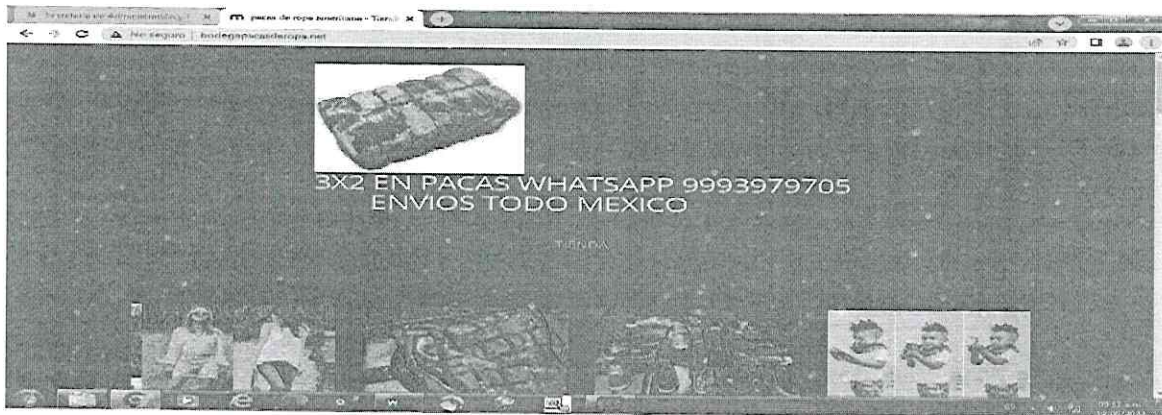 pacas de ropa americana - Tiend
No seguro | bodegapacasderopa.net
3X2 EN PACAS WHATSAPP 9993979705
ENVIOS TODO MEXICO
TIENDA